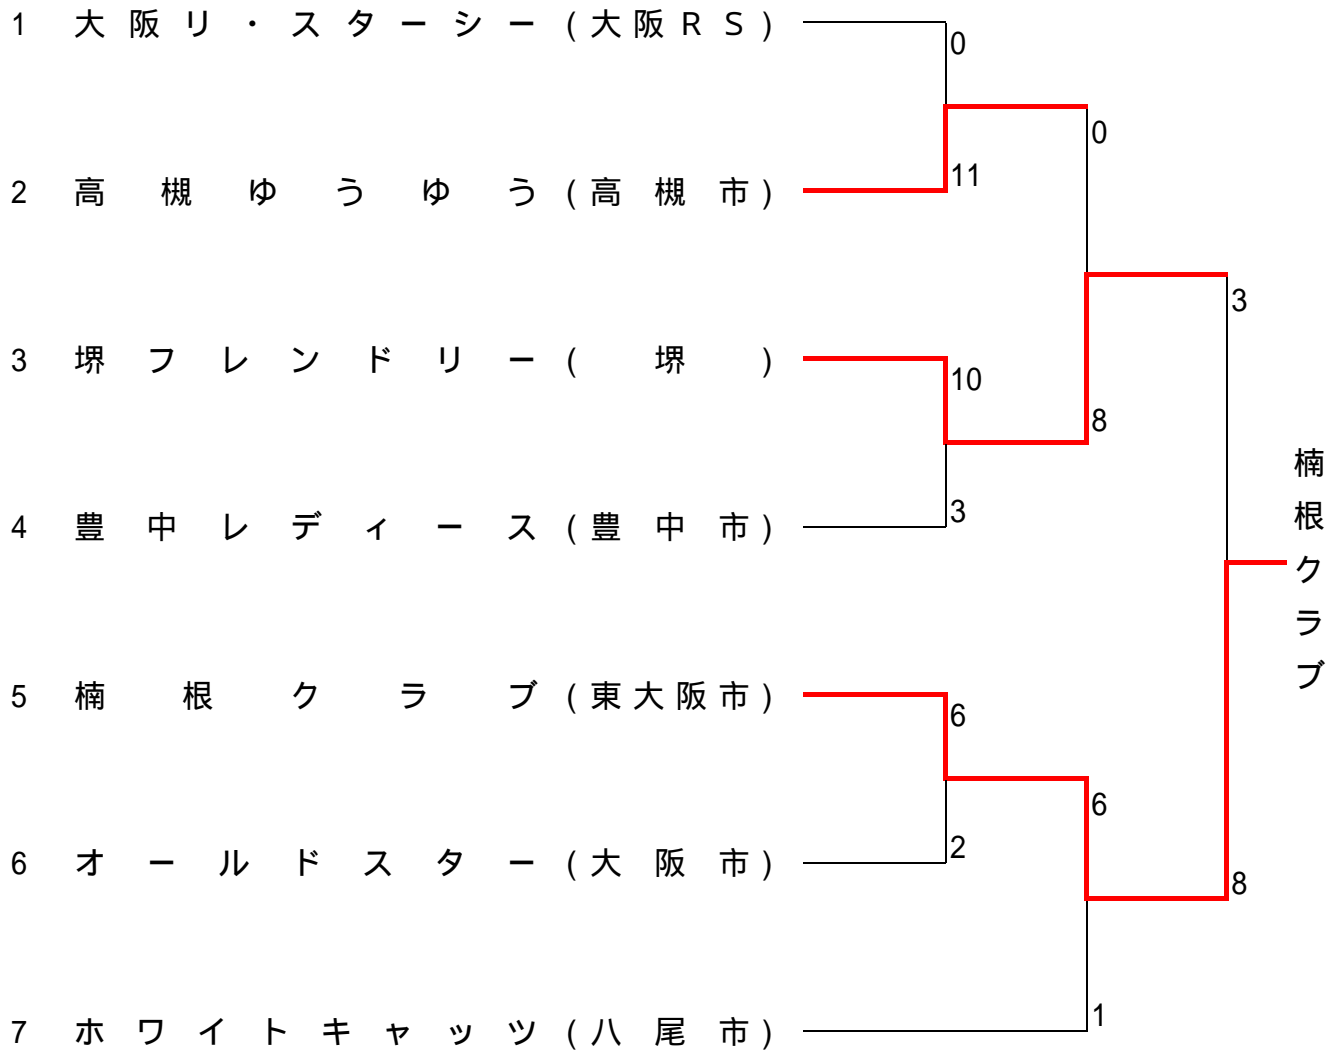 1 大阪リ・スターシー(大阪ＲＳ)
0
0
2 高槻ゆうゆう(高槻市)
11
3
3 堺フレンドリー(堺)
10
8
4 豊中レディース(豊中市)
3
楠根クラブ
5 楠根クラブ(東大阪市)
6
6
6 オールドスター(大阪市)
2
8
7 ホワイトキャッツ(八尾市)
1